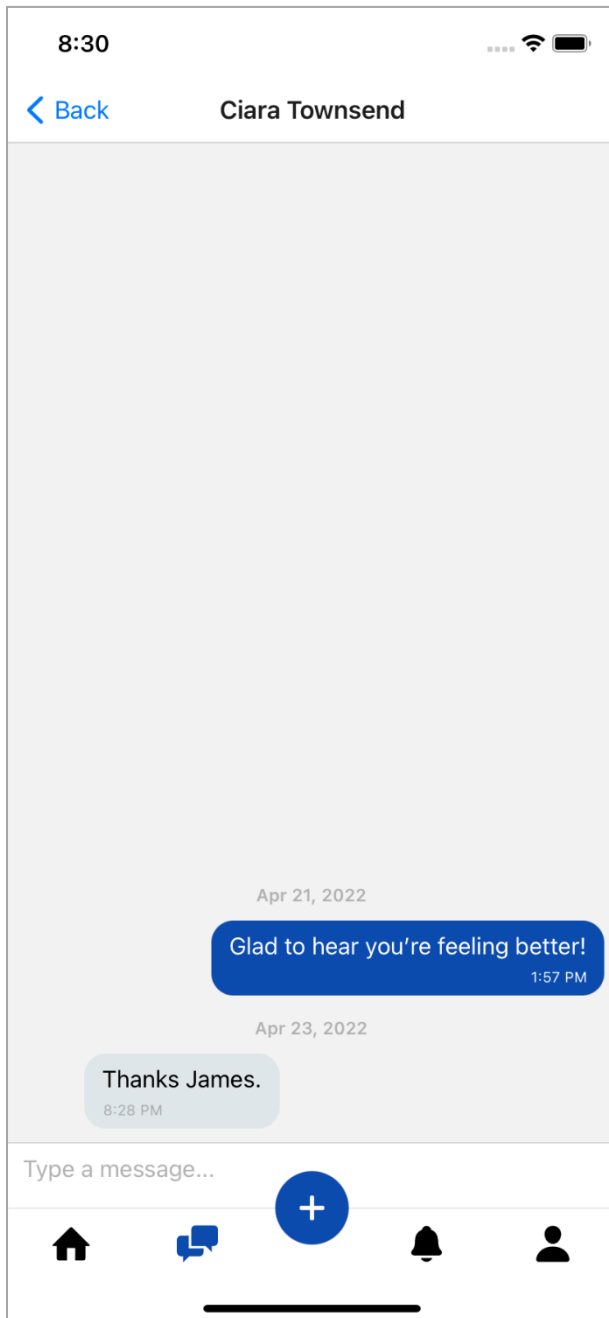 8:30
Back
Ciara Townsend
Apr 21, 2022
Glad to hear you’re feeling better!
1:57 PM
Apr 23, 2022
Thanks James.
8:28 PM
Type a message...